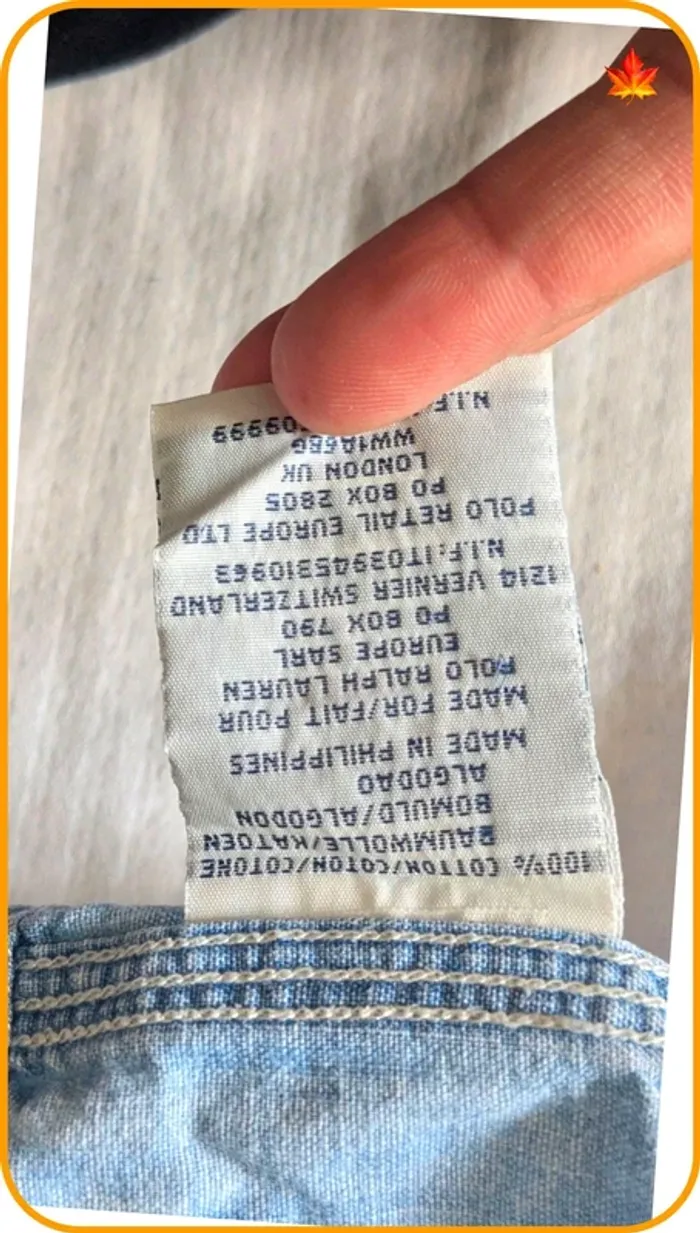 100% COTTON/COTON/COTONE
BAUMWOLLE/KATOEN
BOMULD/ALGODON
ALGODAO
MADE IN PHILIPPINES
MADE FOR/FAIT POUR
POLO RALPH LAUREN
EUROPE SARL
PO BOX 790
1214 VERNIER SWITZERLAND
N.I.F:IT03945310963
POLO RETAIL EUROPE LTD
PO BOX 2805
LONDON UK
WW1A6BG
N.I.F: